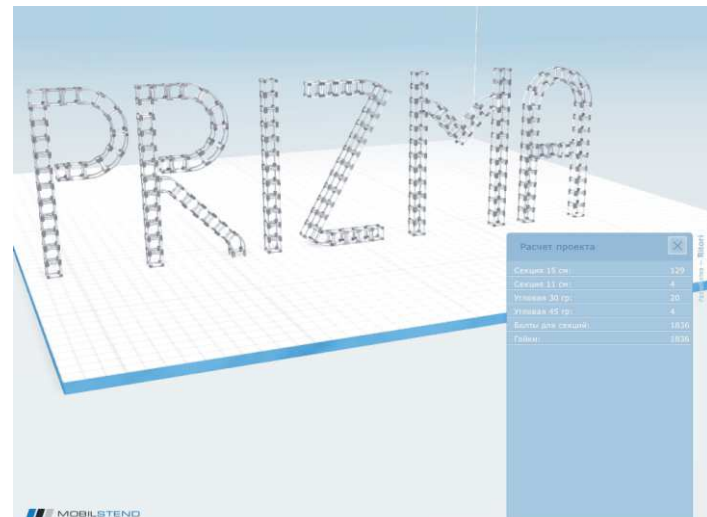 PRIZMA
Расчет проекта:
Секция 15 см: 129
Секция 11 см: 4
Угловая 30 гр: 20
Угловая 45 гр: 4
Болты для секций: 1836
Гайки: 1836
MOBILSTEND